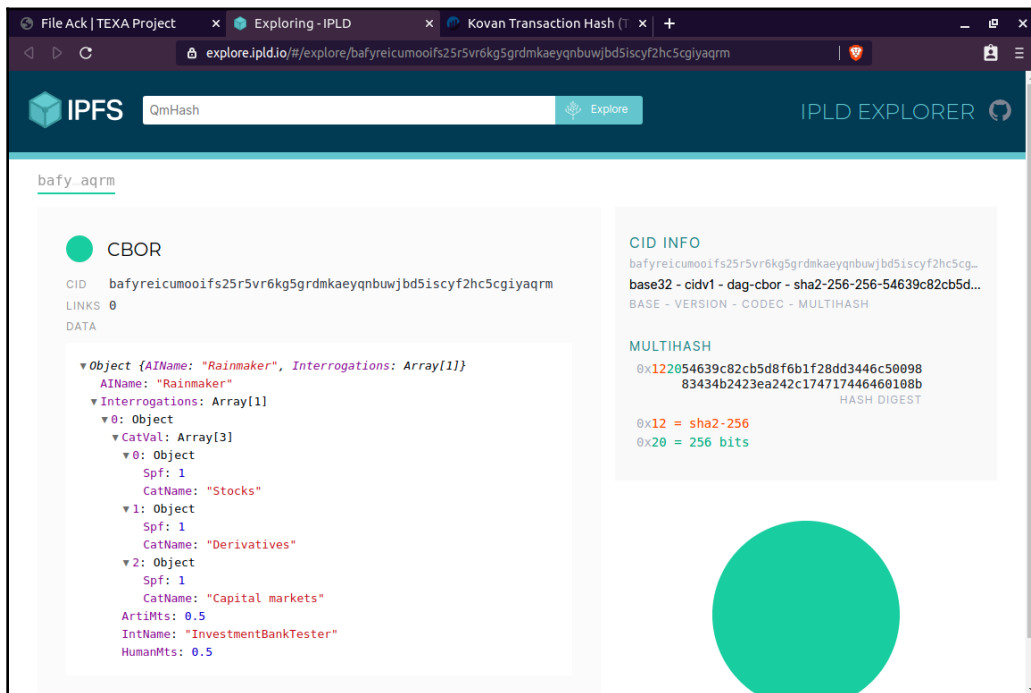 File Ack | TEXA Project
Exploring - IPLD
Kovan Transaction Hash (T
explore.ipld.io/#/explore/bafyreicumooifs25r5vr6kg5grdmkaeyqnbuwjbd5iscyf2hc5cgiyaqrm
IPFS
QmHash
Explore
IPLD EXPLORER
bafy…aqrm
CBOR
CID bafyreicumooifs25r5vr6kg5grdmkaeyqnbuwjbd5iscyf2hc5cgiyaqrm
LINKS 0
DATA
▼Object {AIName: "Rainmaker", Interrogations: Array[1]}
AIName: "Rainmaker"
▼Interrogations: Array[1]
▼0: Object
▼CatVal: Array[3]
▼0: Object
Spf: 1
CatName: "Stocks"
▼1: Object
Spf: 1
CatName: "Derivatives"
▼2: Object
Spf: 1
CatName: "Capital markets"
ArtiMts: 0.5
IntName: "InvestmentBankTester"
HumanMts: 0.5
CID INFO
bafyreicumooifs25r5vr6kg5grdmkaeyqnbuwjbd5iscyf2hc5cg…
base32 - cidv1 - dag-cbor - sha2-256-256-54639c82cb5d...
BASE - VERSION - CODEC - MULTIHASH
MULTIHASH
0x122054639c82cb5d8f6b1f28dd3446c50098
83434b2423ea242c174717446460108b
HASH DIGEST
0x12 = sha2-256
0x20 = 256 bits